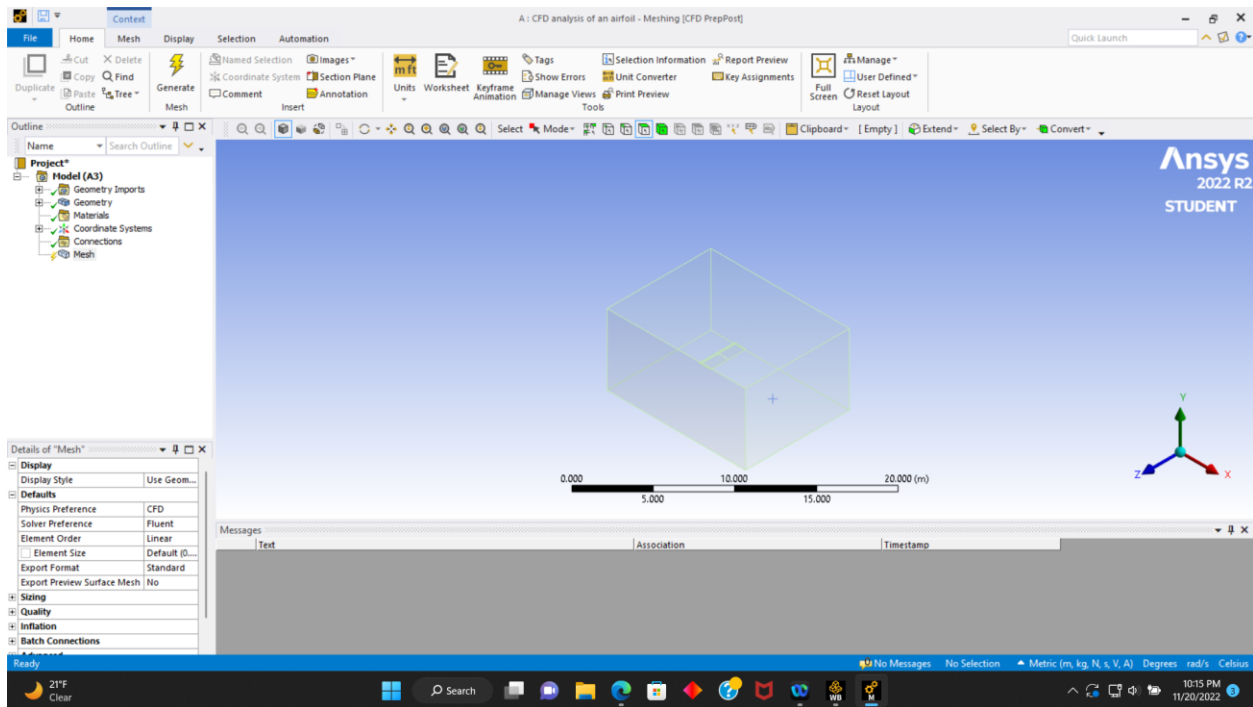 Context
A : CFD analysis of an airfoil - Meshing [CFD PrepPost]
File Home Mesh Display Selection Automation
Quick Launch
Duplicate
Cut
Copy
Paste
Delete
Find
Tree
Outline
Generate
Mesh
Named Selection
Coordinate System
Comment
Images
Section Plane
Annotation
Insert
Units
Worksheet
Keyframe
Animation
Tags
Show Errors
Manage Views
Selection Information
Unit Converter
Print Preview
Report Preview
Key Assignments
Tools
Full
Screen
Manage
User Defined
Reset Layout
Layout
Outline
Select Mode Clipboard [Empty] Extend Select By Convert
Name Search Outline
Project*
Model (A3)
Geometry Imports
Geometry
Materials
Coordinate Systems
Connections
Mesh
Ansys
2022 R2
STUDENT
Y
Z X
0.000 10.000 20.000 (m)
5.000 15.000
Details of "Mesh"
Display
Display Style Use Geom...
Defaults
Physics Preference CFD
Solver Preference Fluent
Element Order Linear
Element Size Default (0....
Export Format Standard
Export Preview Surface Mesh No
Sizing
Quality
Inflation
Batch Connections
Messages
Text Association Timestamp
Ready
No Messages No Selection Metric (m, kg, N, s, V, A) Degrees rad/s Celsius
21°F
Clear
Search
WB
M
10:15 PM
11/20/2022
3